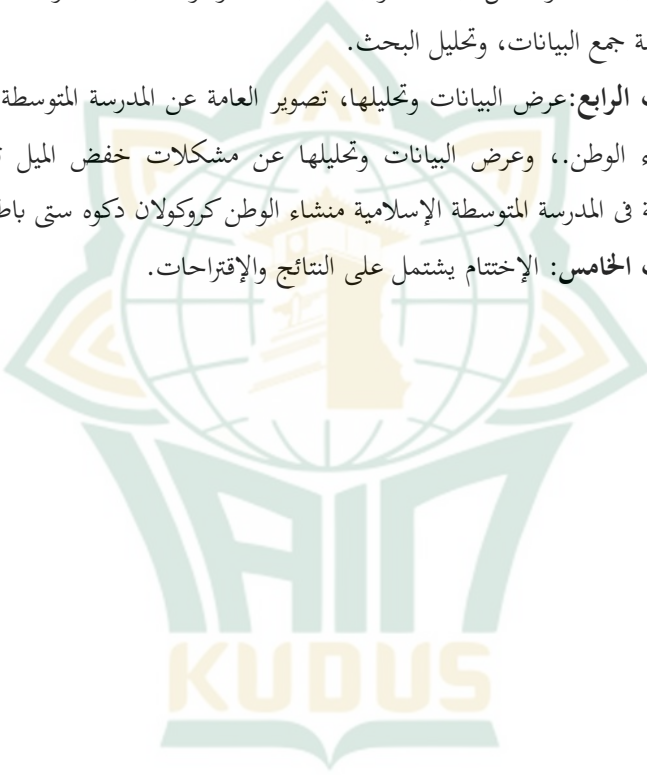 ة جمع البيانات، وتحليل البحث.
الرابع:عرض البيانات وتحليلها، تصوير العامة عن المدرسة المتوسطة
ء الوطن.، وعرض البيانات وتحليلها عن مشكلات خفض الميل
ة فى المدرسة المتوسطة الإسلامية منشاء الوطن كروكولان دكوه ستى باط
الخامس: الإختتام يشتمل على النتائج والإقتراحات.
IAIN
KUDUS